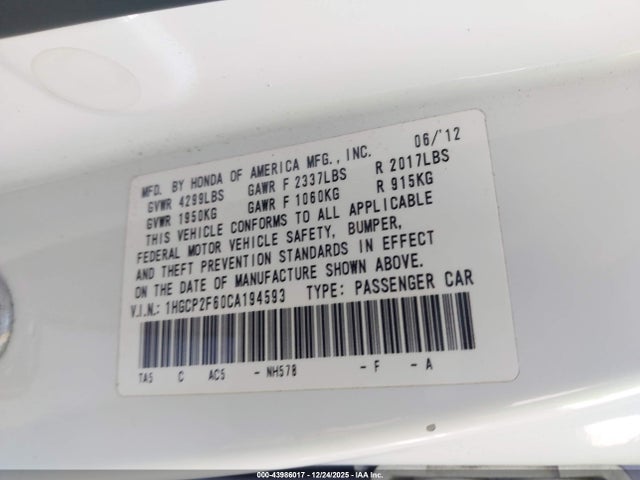 MFD. BY HONDA OF AMERICA MFG., INC. 06/'12
GVWR 4299LBS GAWR F 2337LBS R 2017LBS
GVWR 1950KG GAWR F 1060KG R 915KG
THIS VEHICLE CONFORMS TO ALL APPLICABLE
FEDERAL MOTOR VEHICLE SAFETY, BUMPER,
AND THEFT PREVENTION STANDARDS IN EFFECT
ON THE DATE OF MANUFACTURE SHOWN ABOVE.
V.I.N.: 1HGCP2F60CA194593 TYPE: PASSENGER CAR
TA5 C AC5 - NH578 - F - A
000-43986017 - 12/24/2025 - IAA Inc.